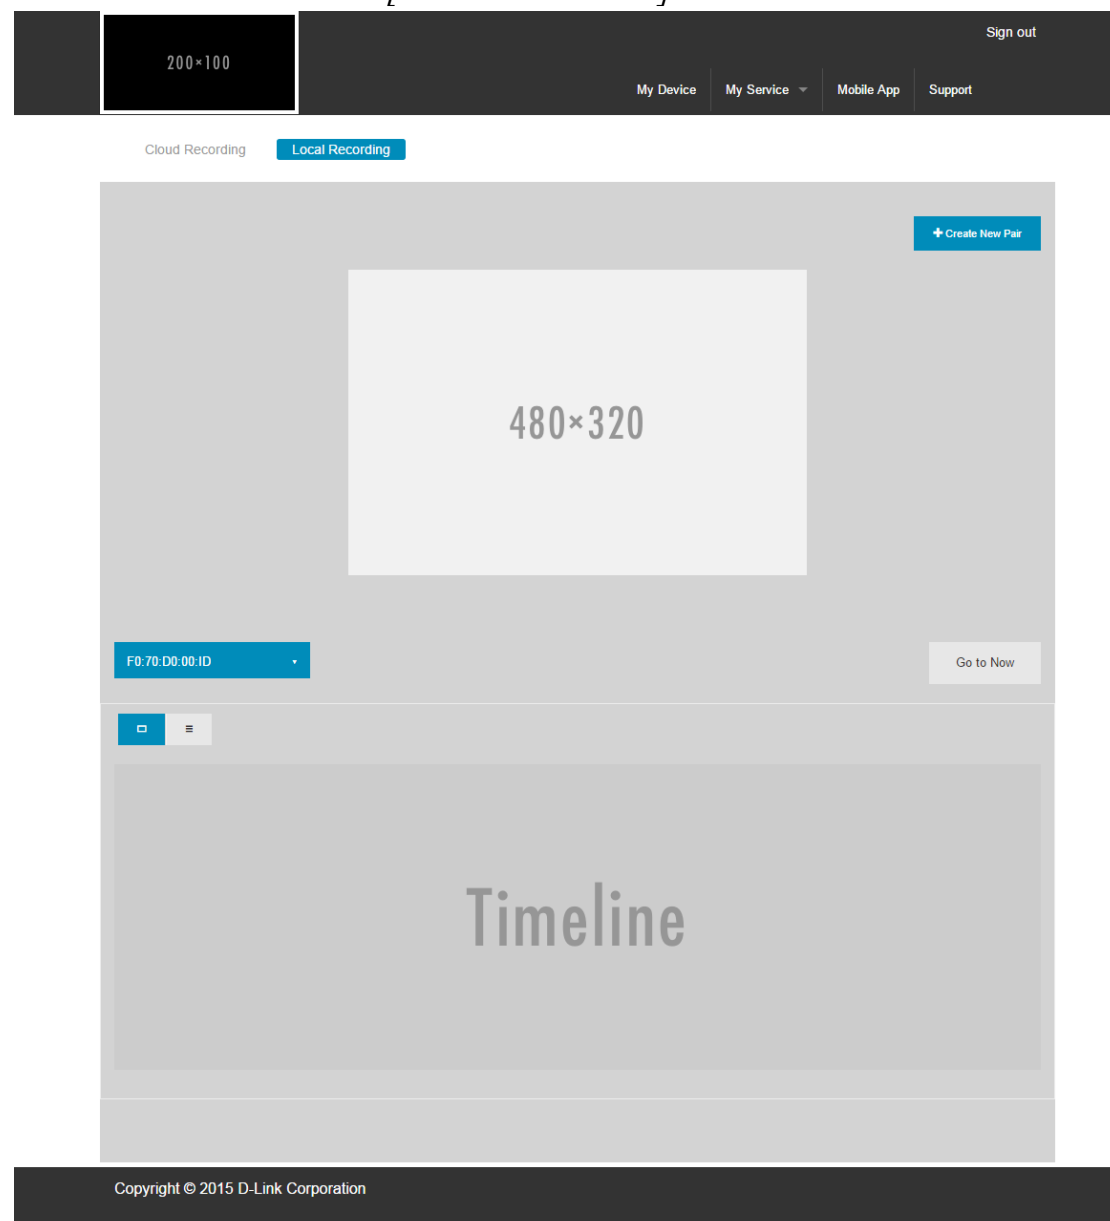 Sign out
200×100
My Device My Service Mobile App Support
Cloud Recording Local Recording
Create New Pair
480×320
F0:70:D0:00:ID
Go to Now
Timeline
Copyright © 2015 D-Link Corporation